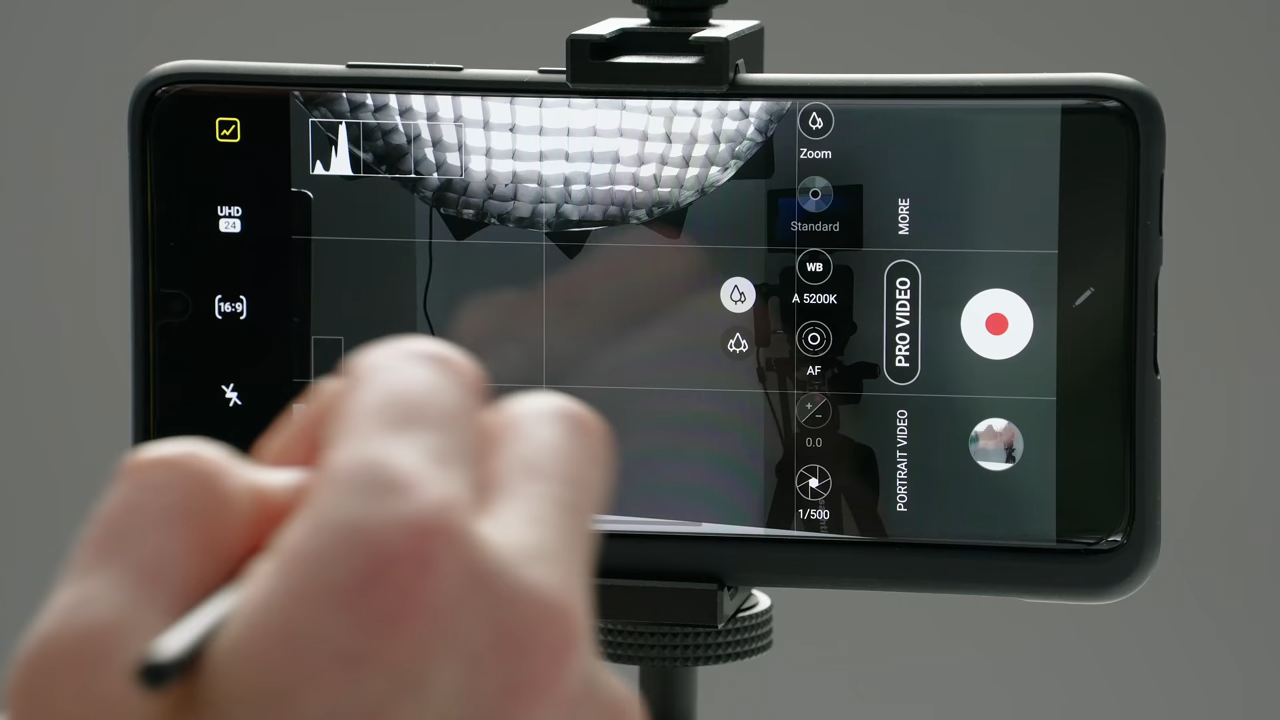 UHD
24
16:9
Zoom
Standard
WB
A 5200K
AF
0.0
1/500
MORE
PRO VIDEO
PORTRAIT VIDEO